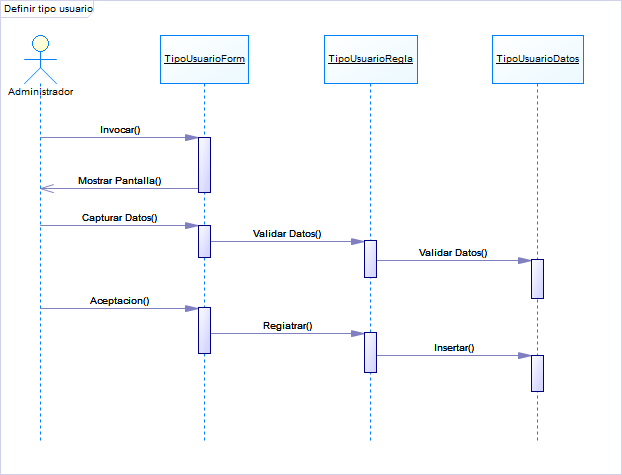 Definir tipo usuario
TipoUsuarioForm
TipoUsuarioRegla
TipoUsuarioDatos
Administrador
Invocar()
Mostrar Pantalla()
Capturar Datos()
Validar Datos()
Validar Datos()
Aceptacion()
Regiatrar()
Insertar()